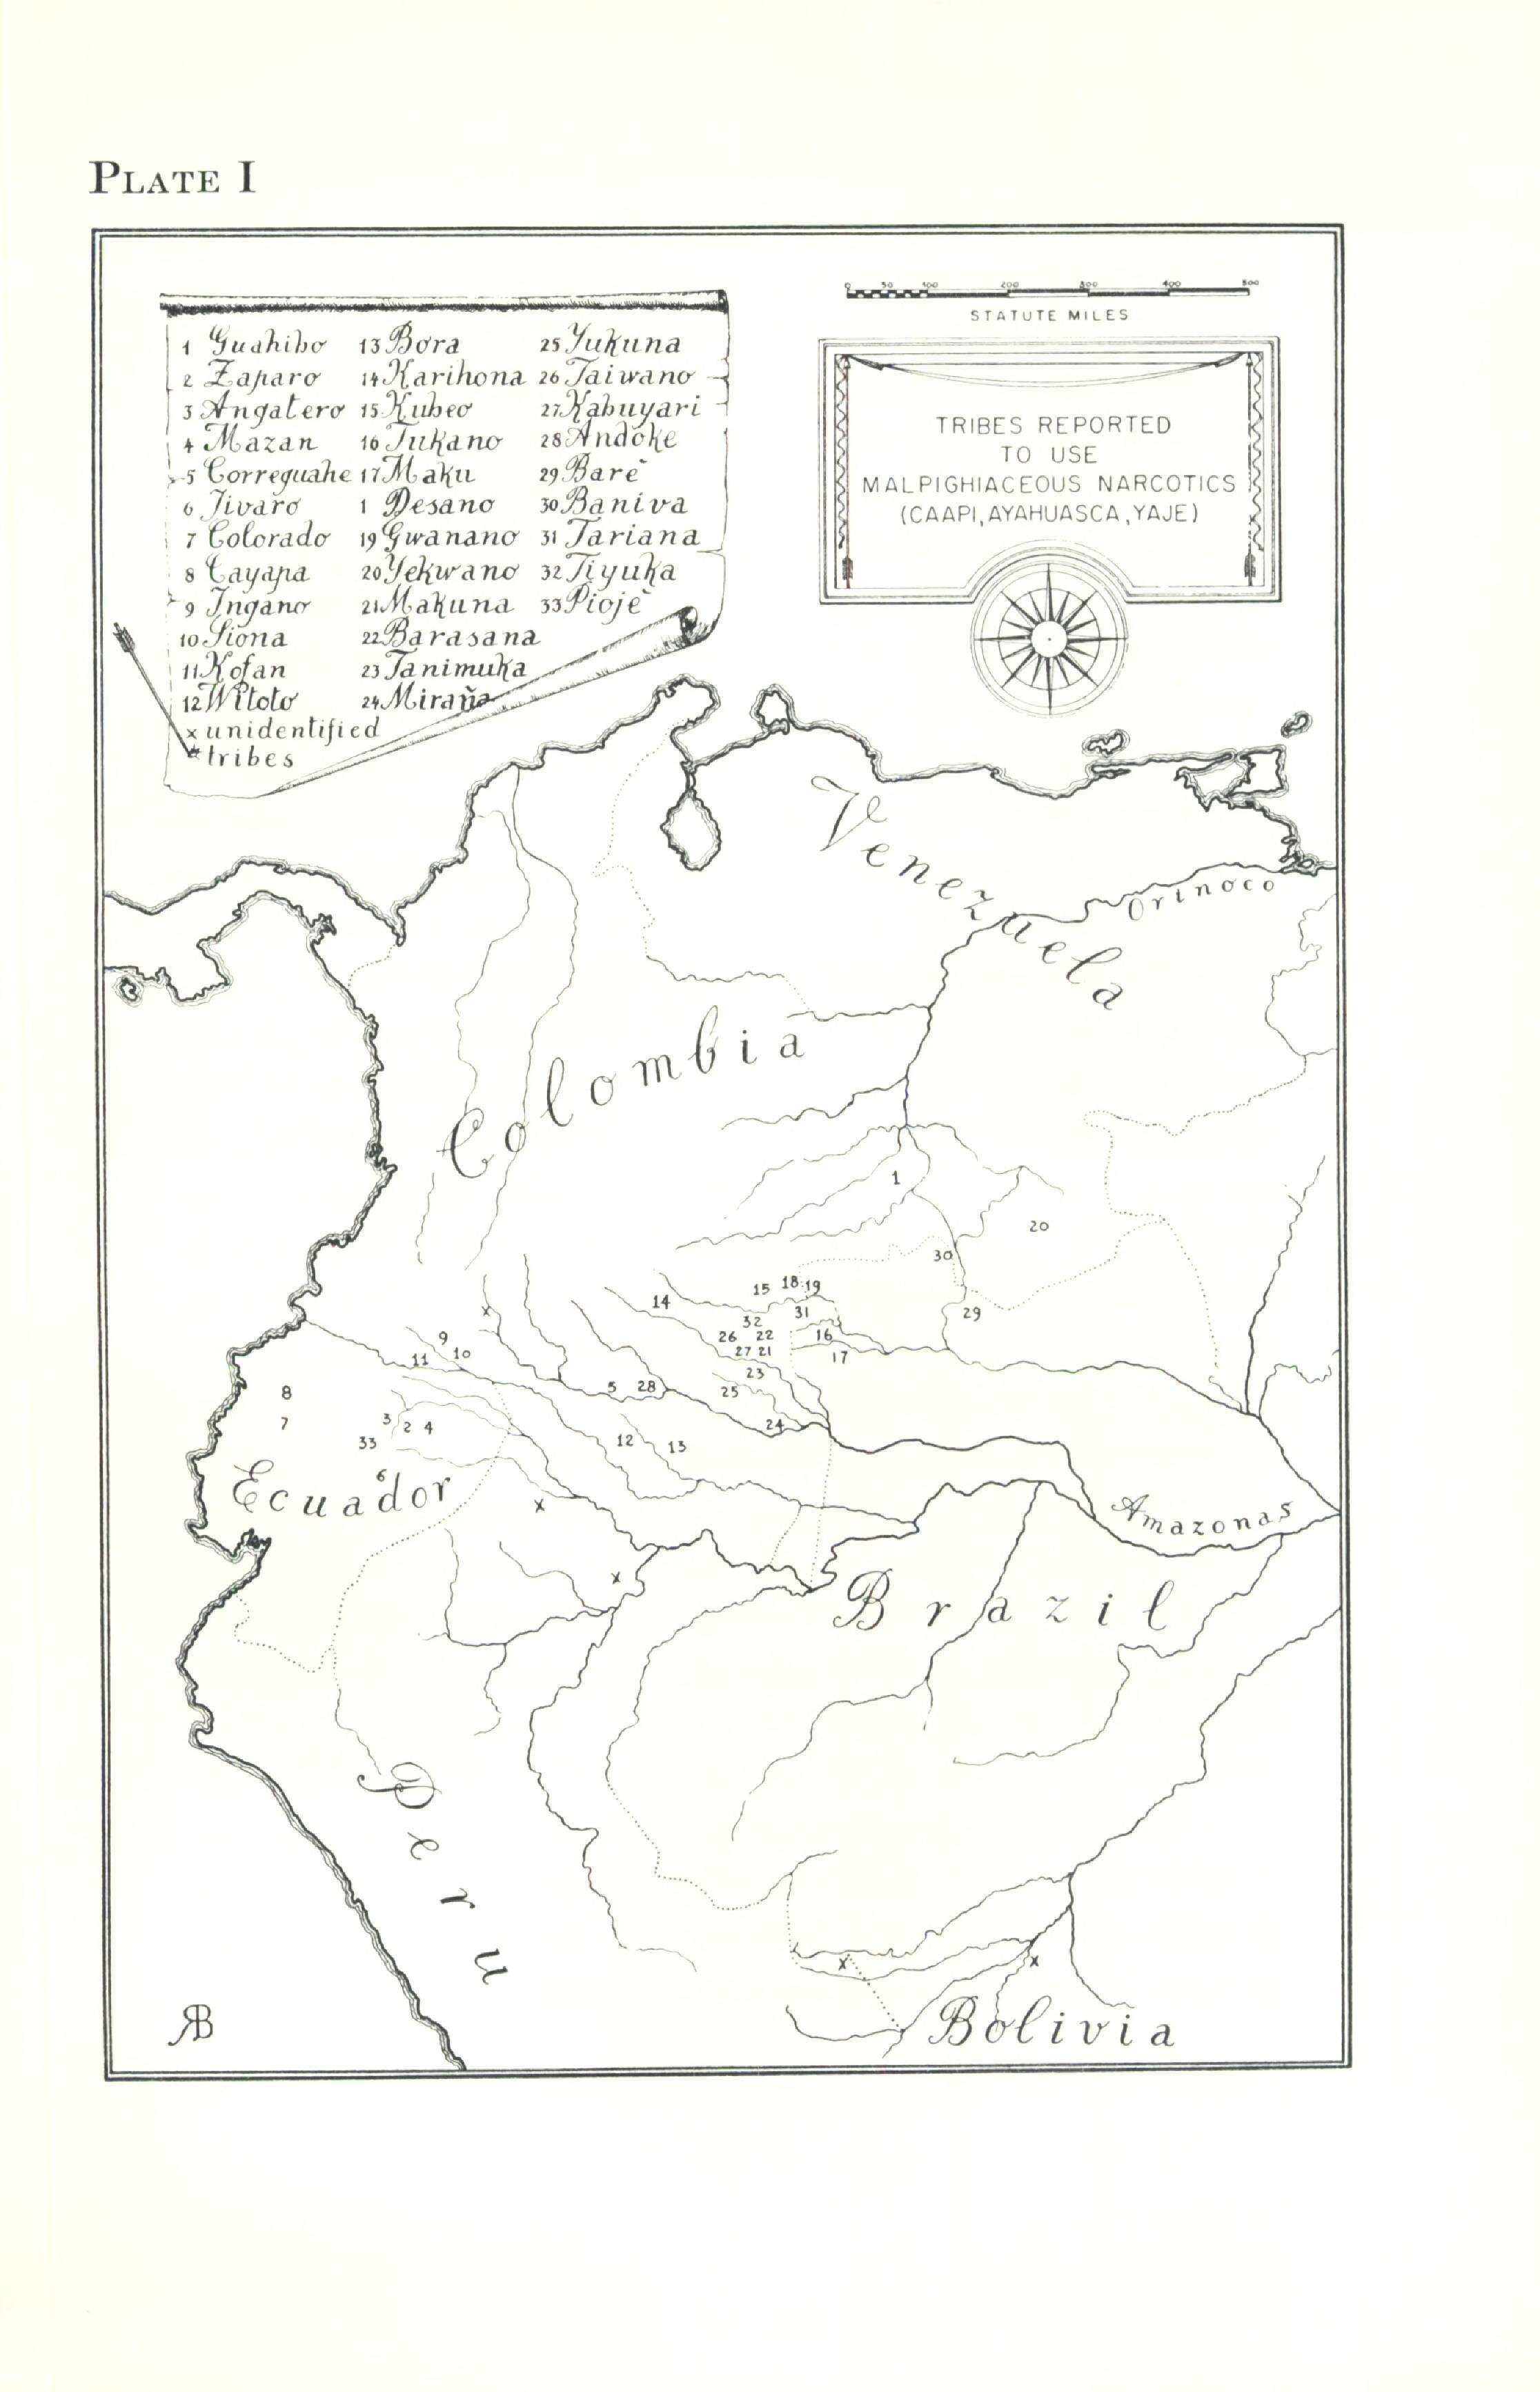 PLATE I
0 50 100 200 300 400 500
STATUTE MILES
TRIBES REPORTED
TO USE
MALPIGHIACEOUS NARCOTICS
(CAAPI, AYAHUASCA, YAJE)
1 Guahibo
2 Zaparo
3 Angatero
4 Mazan
5 Correguahe
6 Jivaro
7 Colorado
8 Cayapa
9 Ingano
10 Siona
11 Kofan
12 Witoto
x unidentified
tribes
13 Bora
14 Karihona
15 Kubeo
16 Tukano
17 Maku
1 Desano
19 Gwanano
20 Yekwano
21 Makuna
22 Barasana
23 Tanimuka
24 Miraña
25 Yukuna
26 Taiwano
27 Kabuyari
28 Andoke
29 Barè
30 Baniva
31 Tariana
32 Tiyuka
33 Piojè
Venezuela
Orinoco
Colombia
1
20
30
15 18 19
14
29
x
32 31
9
26 22 16
11 10
27 21 17
23
8
5 28 25
7
3 2 4
24
33
12 13
6
Ecuador
x
Amazonas
x
Brazil
Peru
x x
RB
Bolivia